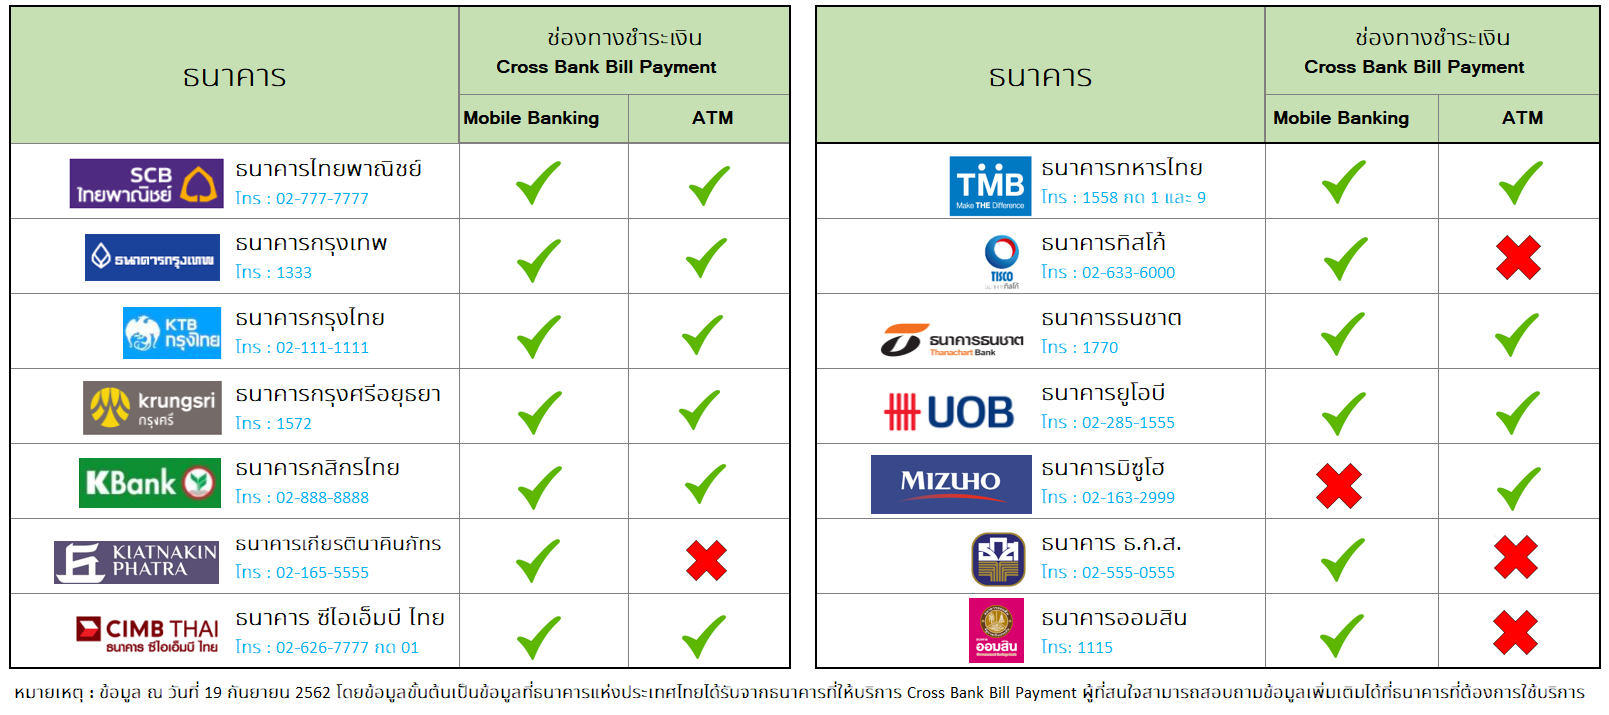 ธนาคาร
ช่องทางชำระเงิน
Cross Bank Bill Payment
Mobile Banking
ATM
SCB
ไทยพาณิชย์
ธนาคารไทยพาณิชย์
โทร : 02-777-7777
ธนาคารกรุงเทพ
ธนาคารกรุงเทพ
โทร : 1333
KTB
กรุงไทย
ธนาคารกรุงไทย
โทร : 02-111-1111
krungsri
กรุงศรี
ธนาคารกรุงศรีอยุธยา
โทร : 1572
KBank
ธนาคารกสิกรไทย
โทร : 02-888-8888
KIATNAKIN
PHATRA
ธนาคารเกียรตินาคินภัทร
โทร : 02-165-5555
CIMB THAI
ธนาคาร ซีไอเอ็มบี ไทย
ธนาคาร ซีไอเอ็มบี ไทย
โทร : 02-626-7777 กด 01
ธนาคาร
ช่องทางชำระเงิน
Cross Bank Bill Payment
Mobile Banking
ATM
TMB
Make THE Difference
ธนาคารทหารไทย
โทร : 1558 กด 1 และ 9
TISCO
ธนาคารทิสโก้
ธนาคารทิสโก้
โทร : 02-633-6000
ธนาคารธนชาต
Thanachart Bank
ธนาคารธนชาต
โทร : 1770
UOB
ธนาคารยูโอบี
โทร : 02-285-1555
MIZUHO
ธนาคารมิซูโฮ
โทร : 02-163-2999
ธกส
ธนาคาร ธ.ก.ส.
โทร : 02-555-0555
ออมสิน
ธนาคารออมสิน
โทร: 1115
หมายเหตุ : ข้อมูล ณ วันที่ 19 กันยายน 2562 โดยข้อมูลขั้นต้นเป็นข้อมูลที่ธนาคารแห่งประเทศไทยได้รับจากธนาคารที่ให้บริการ Cross Bank Bill Payment ผู้ที่สนใจสามารถสอบถามข้อมูลเพิ่มเติมได้ที่ธนาคารที่ต้องการใช้บริการ